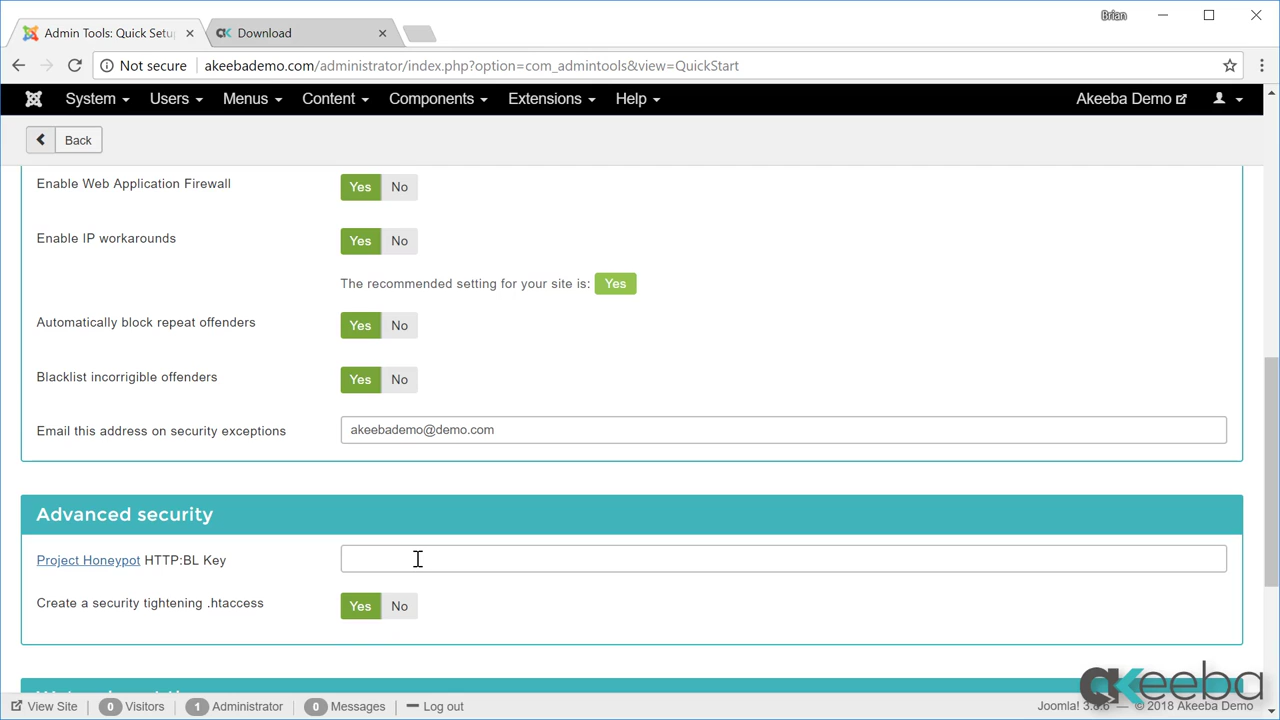 Brian
Admin Tools: Quick Setu
Download
Not secure akeebademo.com/administrator/index.php?option=com_admintools&view=QuickStart
System Users Menus Content Components Extensions Help Akeeba Demo
Back
Enable Web Application Firewall Yes No
Enable IP workarounds Yes No
The recommended setting for your site is: Yes
Automatically block repeat offenders Yes No
Blacklist incorrigible offenders Yes No
Email this address on security exceptions akeebademo@demo.com
Advanced security
Project Honeypot HTTP:BL Key
Create a security tightening .htaccess Yes No
akeeba
View Site 0 Visitors 1 Administrator 0 Messages Log out © 2018 Akeeba Demo